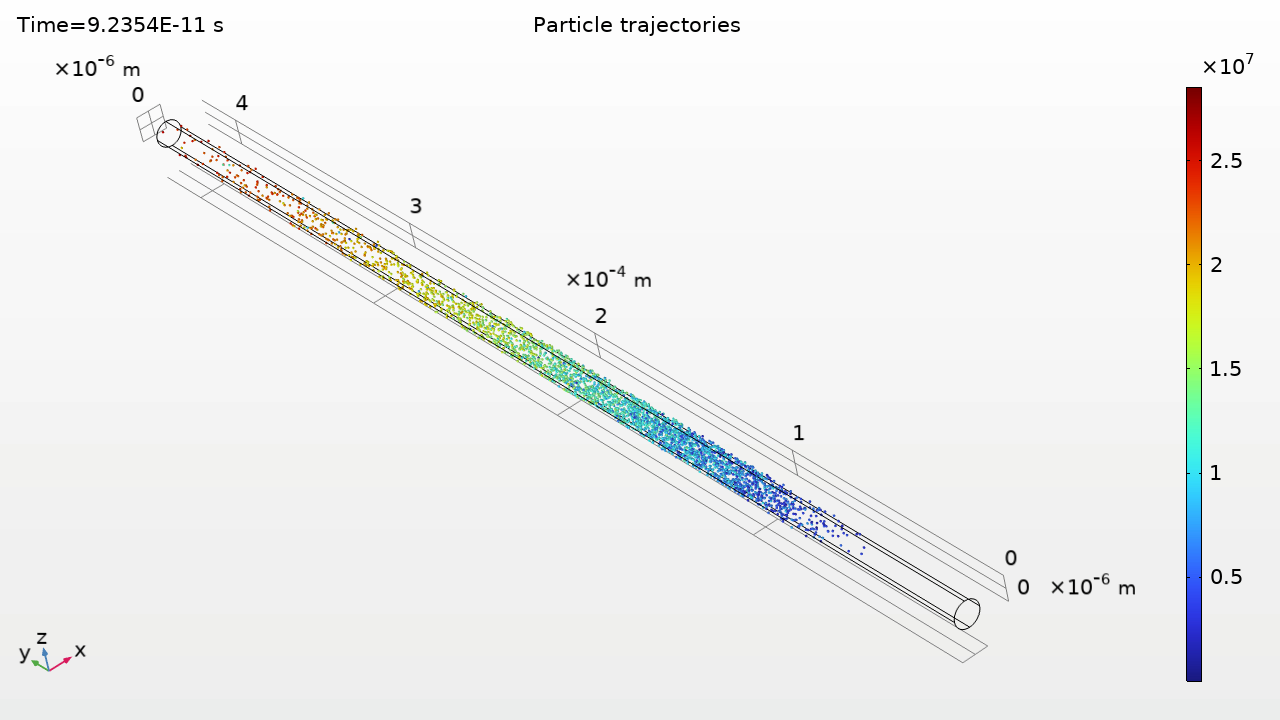 Time=9.2354E-11 s
Particle trajectories
×10⁻⁶ m
×10⁷
0
4
2.5
3
2
×10⁻⁴ m
2
1.5
1
1
0
0 ×10⁻⁶ m
0.5
z
y
x